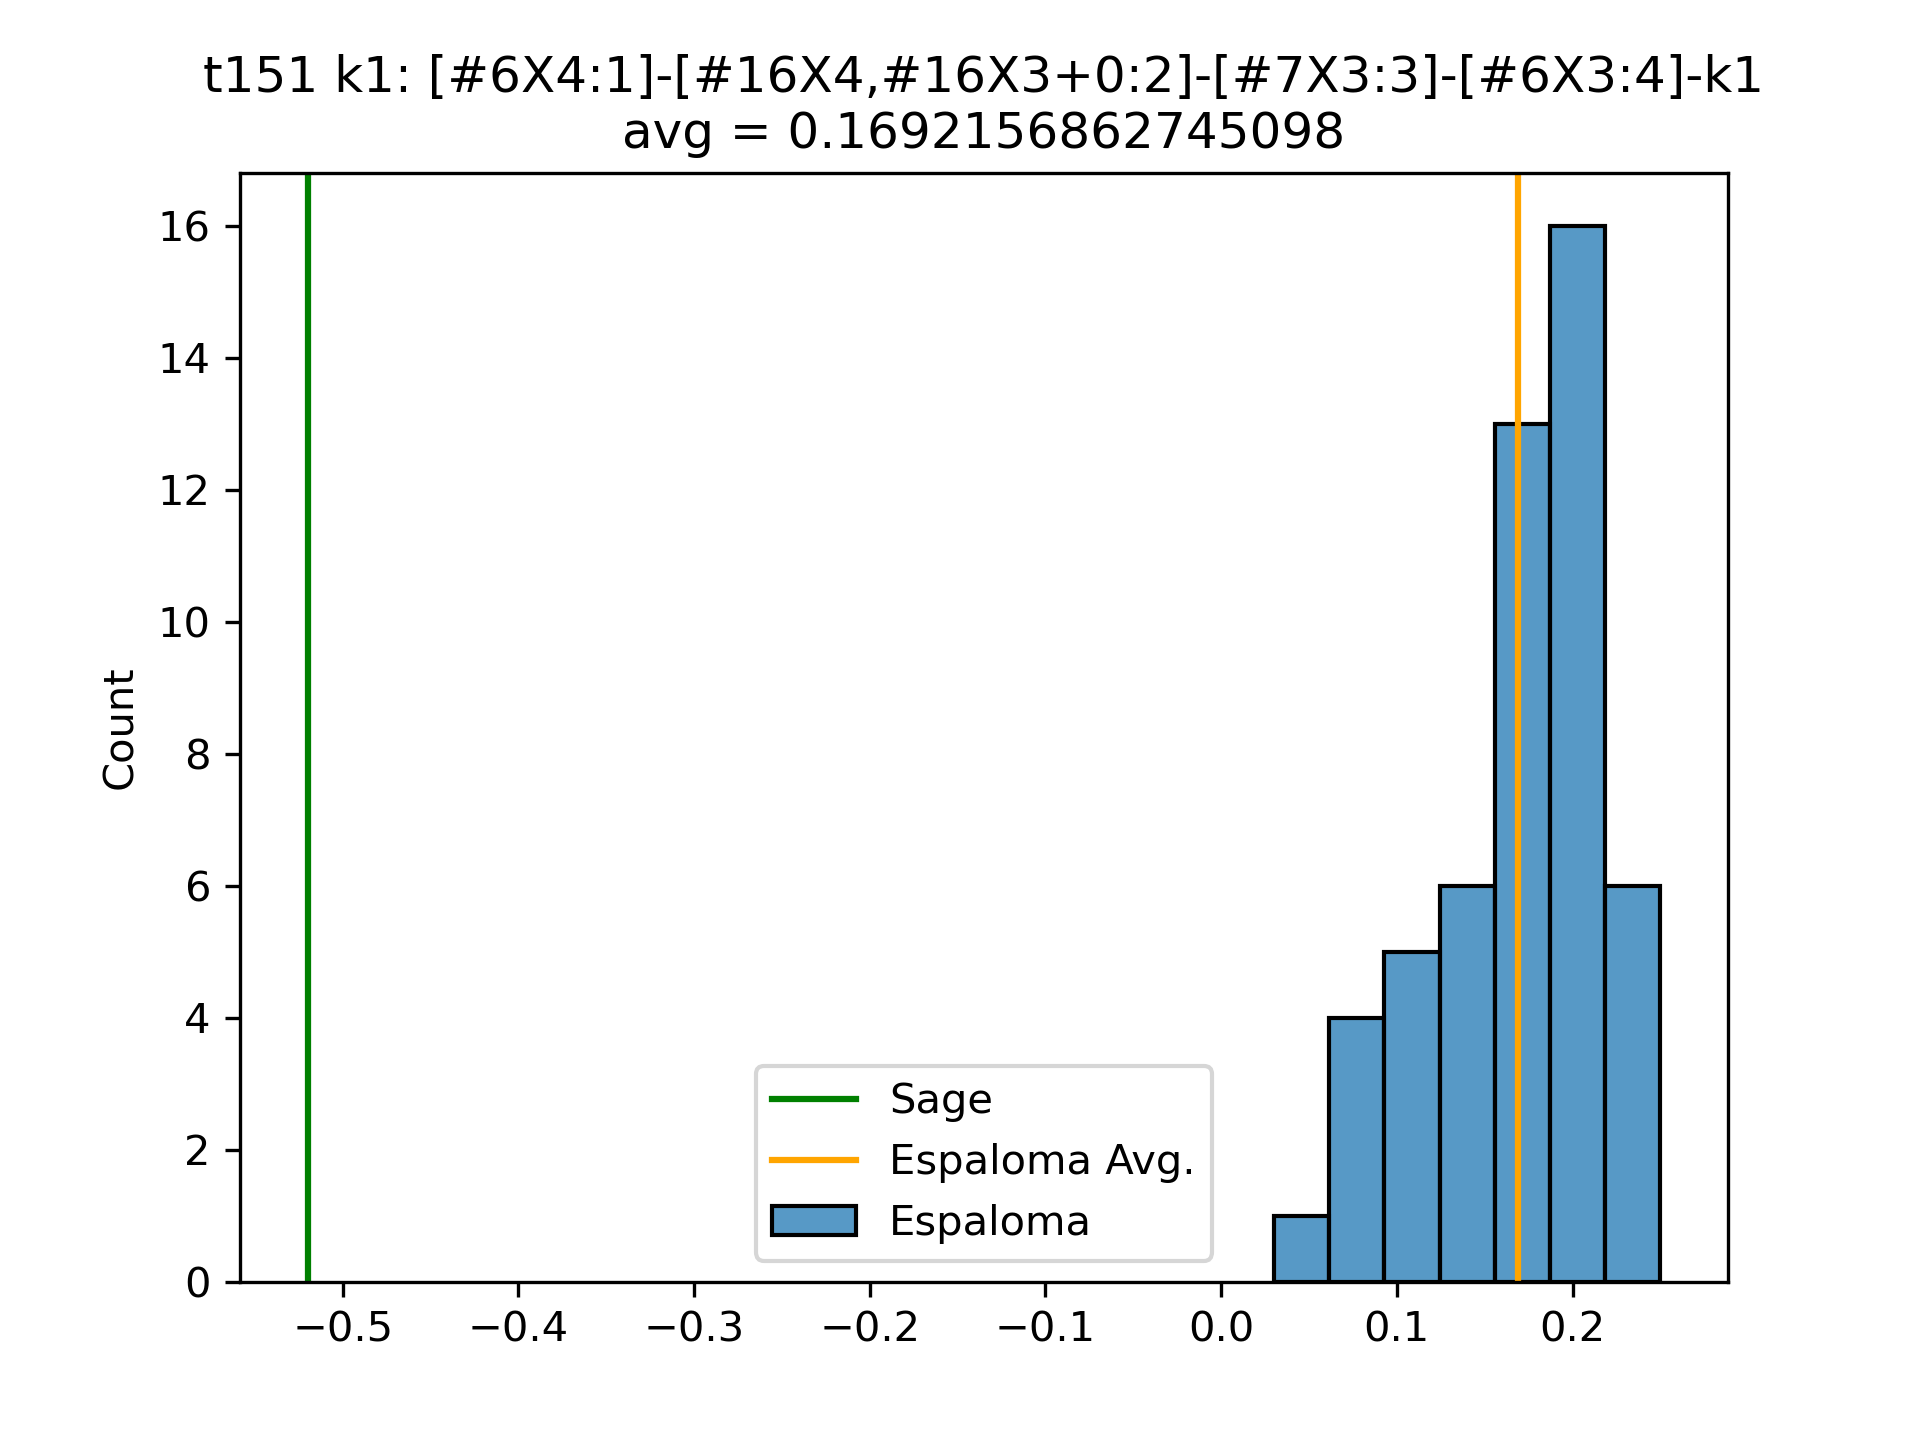 t151 k1: [#6X4:1]-[#16X4,#16X3+0:2]-[#7X3:3]-[#6X3:4]-k1
avg = 0.1692156862745098
16
14
12
10
8
6
4
2
0
Count
Sage
Espaloma Avg.
Espaloma
−0.5 −0.4 −0.3 −0.2 −0.1 0.0 0.1 0.2